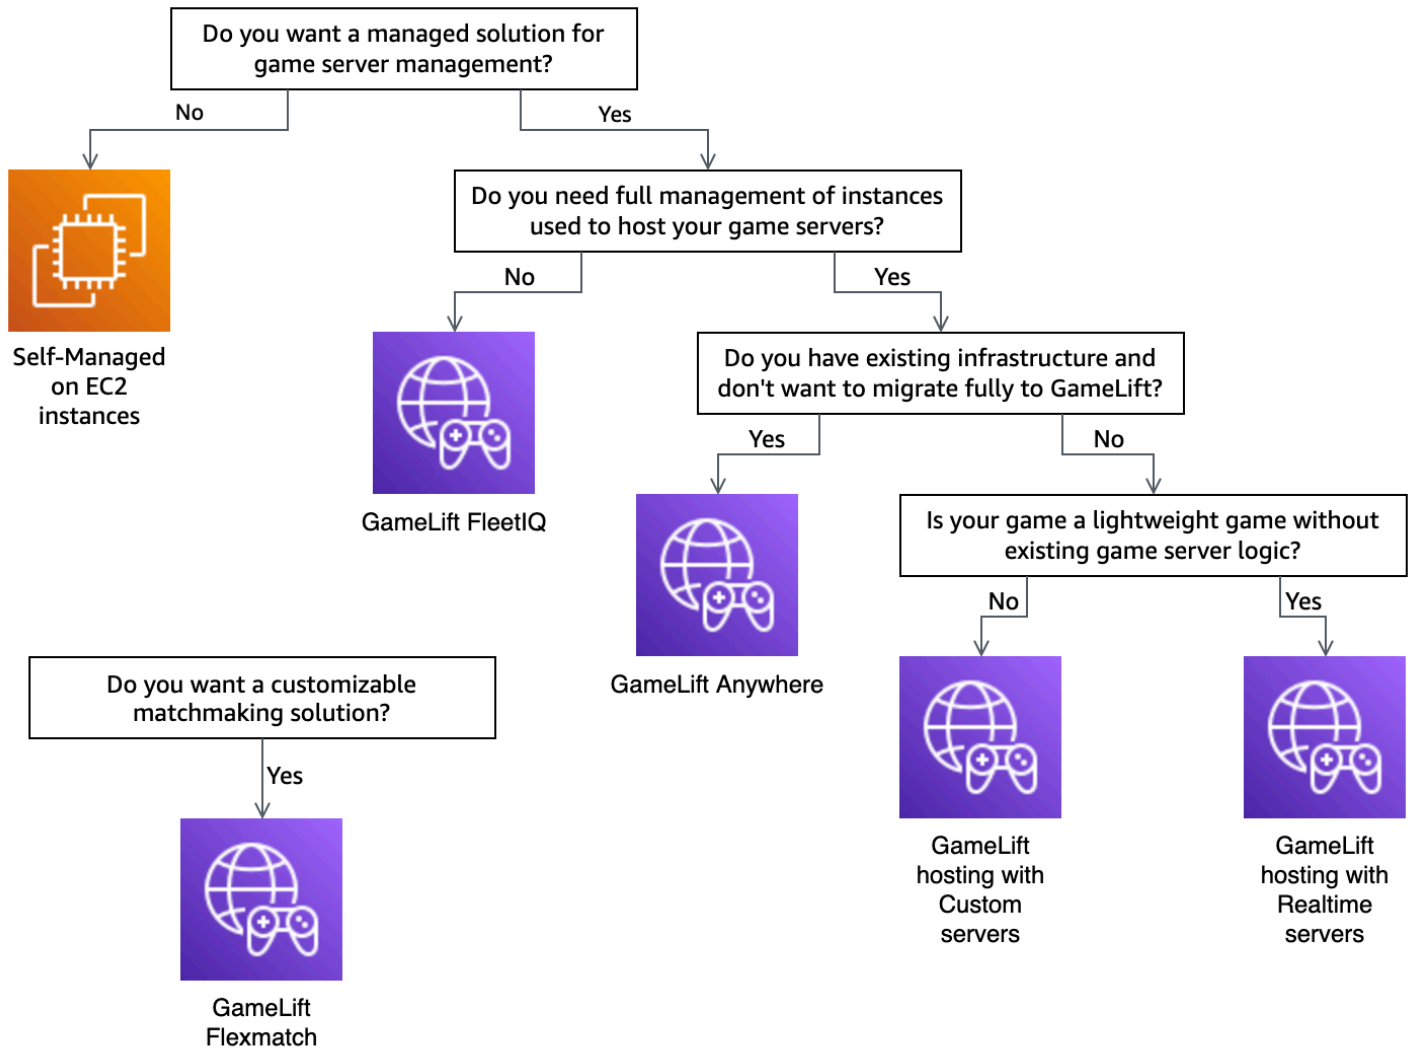 Do you want a managed solution for
game server management?
No
Yes
Self-Managed
on EC2
instances
Do you need full management of instances
used to host your game servers?
No
Yes
GameLift FleetIQ
Do you have existing infrastructure and
don't want to migrate fully to GameLift?
Yes
No
GameLift Anywhere
Is your game a lightweight game without
existing game server logic?
No
Yes
GameLift
hosting with
Custom
servers
GameLift
hosting with
Realtime
servers
Do you want a customizable
matchmaking solution?
Yes
GameLift
Flexmatch